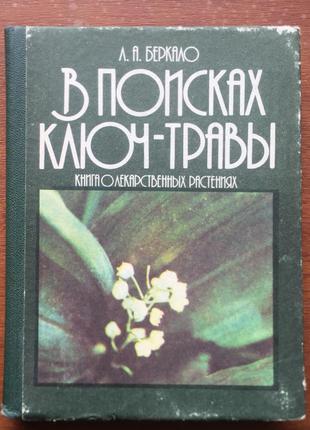 Л. А. БЕРКАЛО
В ПОИСКАХ
КЛЮЧ-ТРАВЫ
КНИГА О ЛЕКАРСТВЕННЫХ РАСТЕНИЯХ